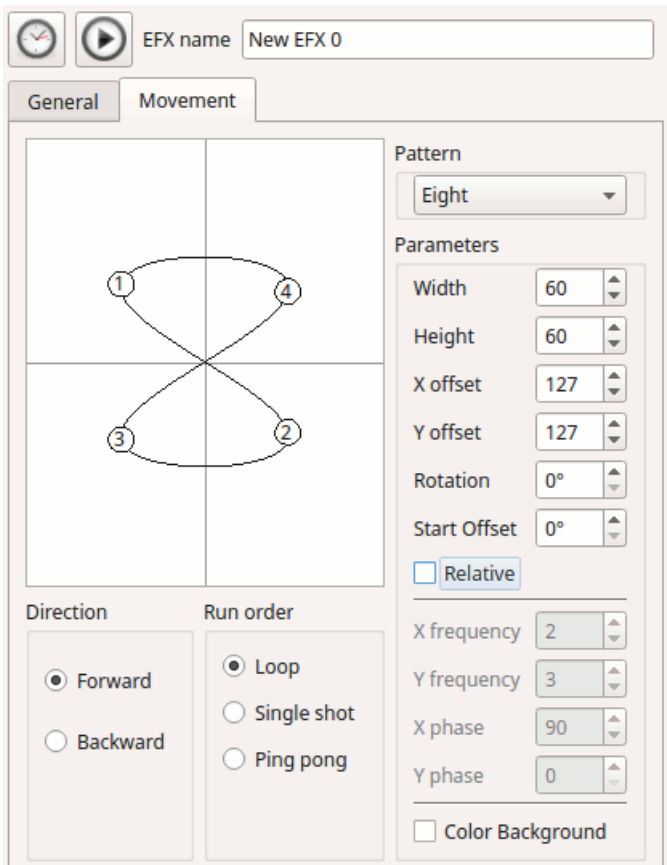 EFX name New EFX 0
General Movement
Pattern
Eight
Parameters
Width 60
Height 60
X offset 127
Y offset 127
Rotation 0°
Start Offset 0°
Relative
X frequency 2
Y frequency 3
X phase 90
Y phase 0
Color Background
1
4
3
2
Direction
Forward
Backward
Run order
Loop
Single shot
Ping pong